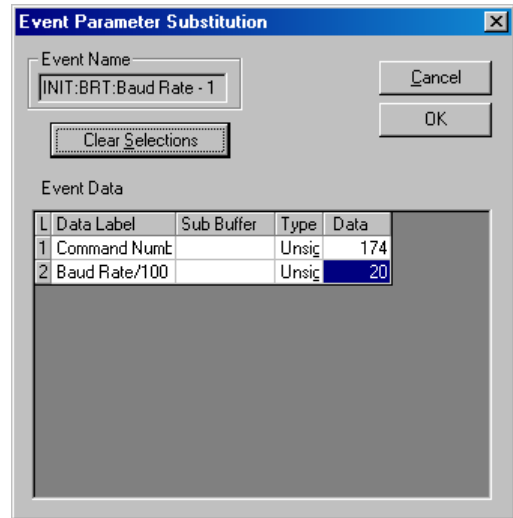 Event Parameter Substitution
Event Name
INIT:BRT:Baud Rate - 1
Cancel
OK
Clear Selections
Event Data
L Data Label Sub Buffer Type Data
1 Command Numb Unsig 174
2 Baud Rate/100 Unsig 20